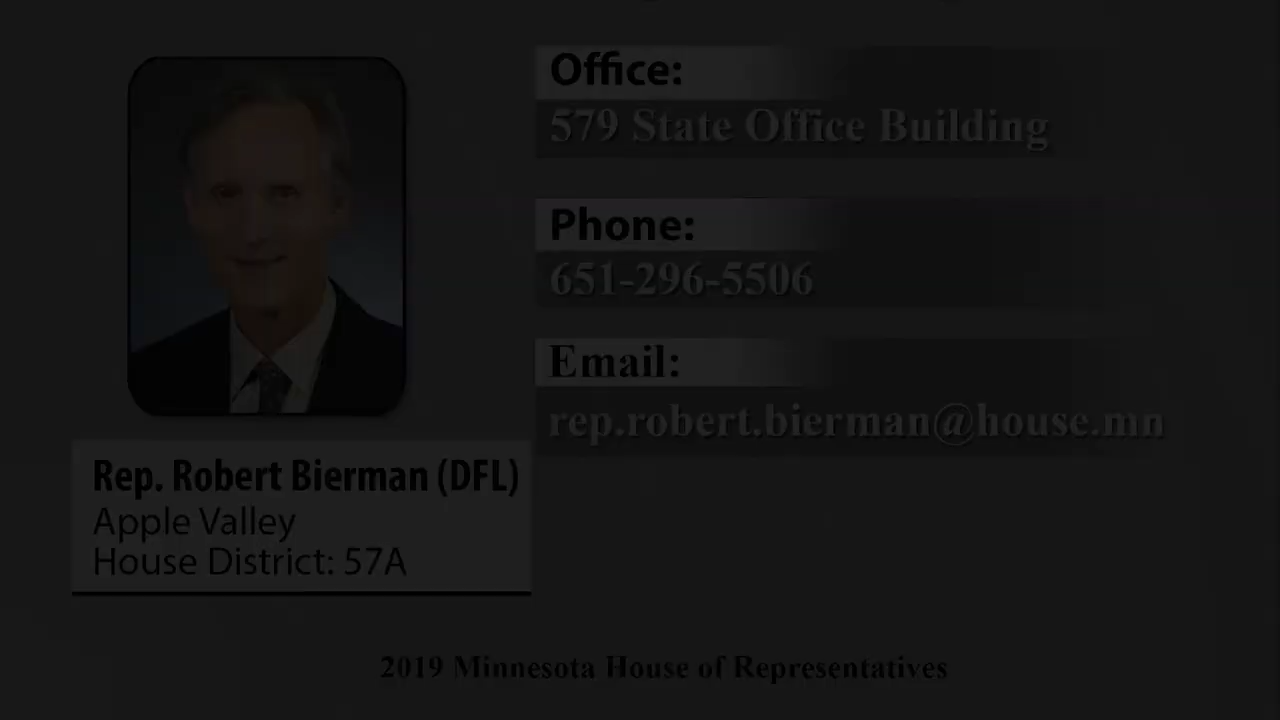 Office:
579 State Office Building
Phone:
651-296-5506
Email:
rep.robert.bierman@house.mn
Rep. Robert Bierman (DFL)
Apple Valley
House District: 57A
2019 Minnesota House of Representatives